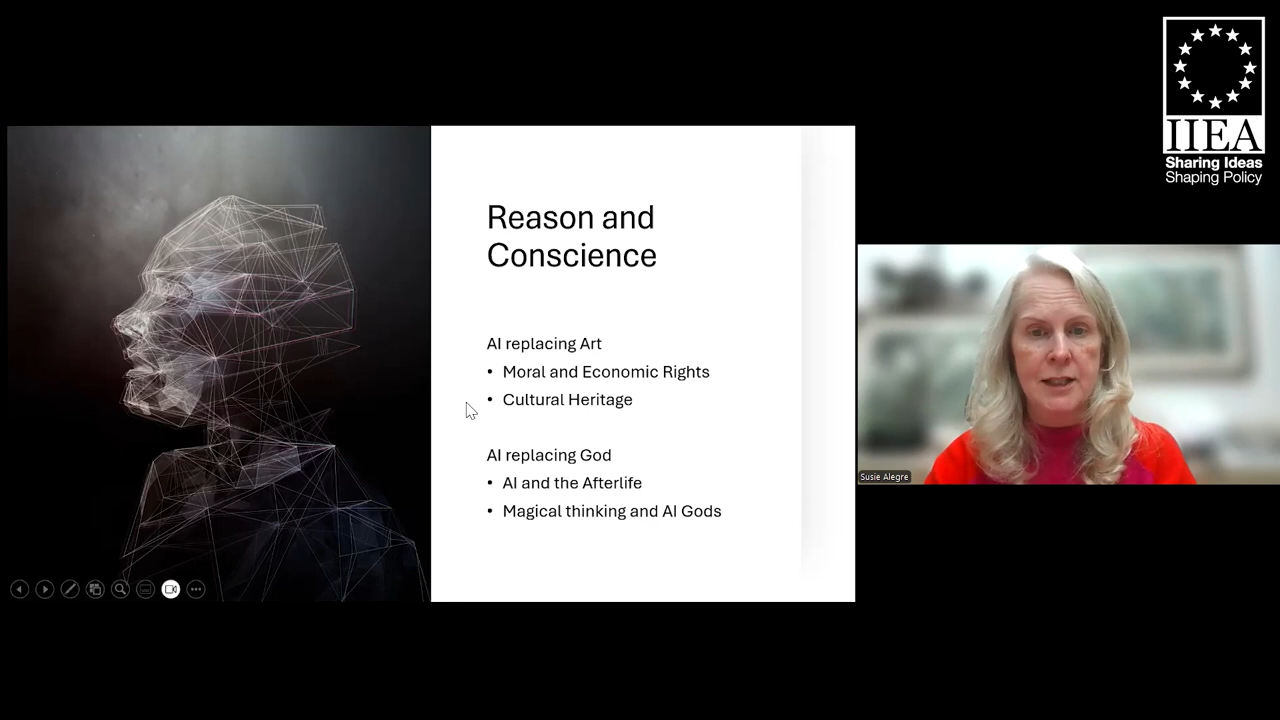 Reason and
Conscience
AI replacing Art
• Moral and Economic Rights
• Cultural Heritage
AI replacing God
• AI and the Afterlife
• Magical thinking and AI Gods
IIEA
Sharing Ideas
Shaping Policy
Susie Alegre